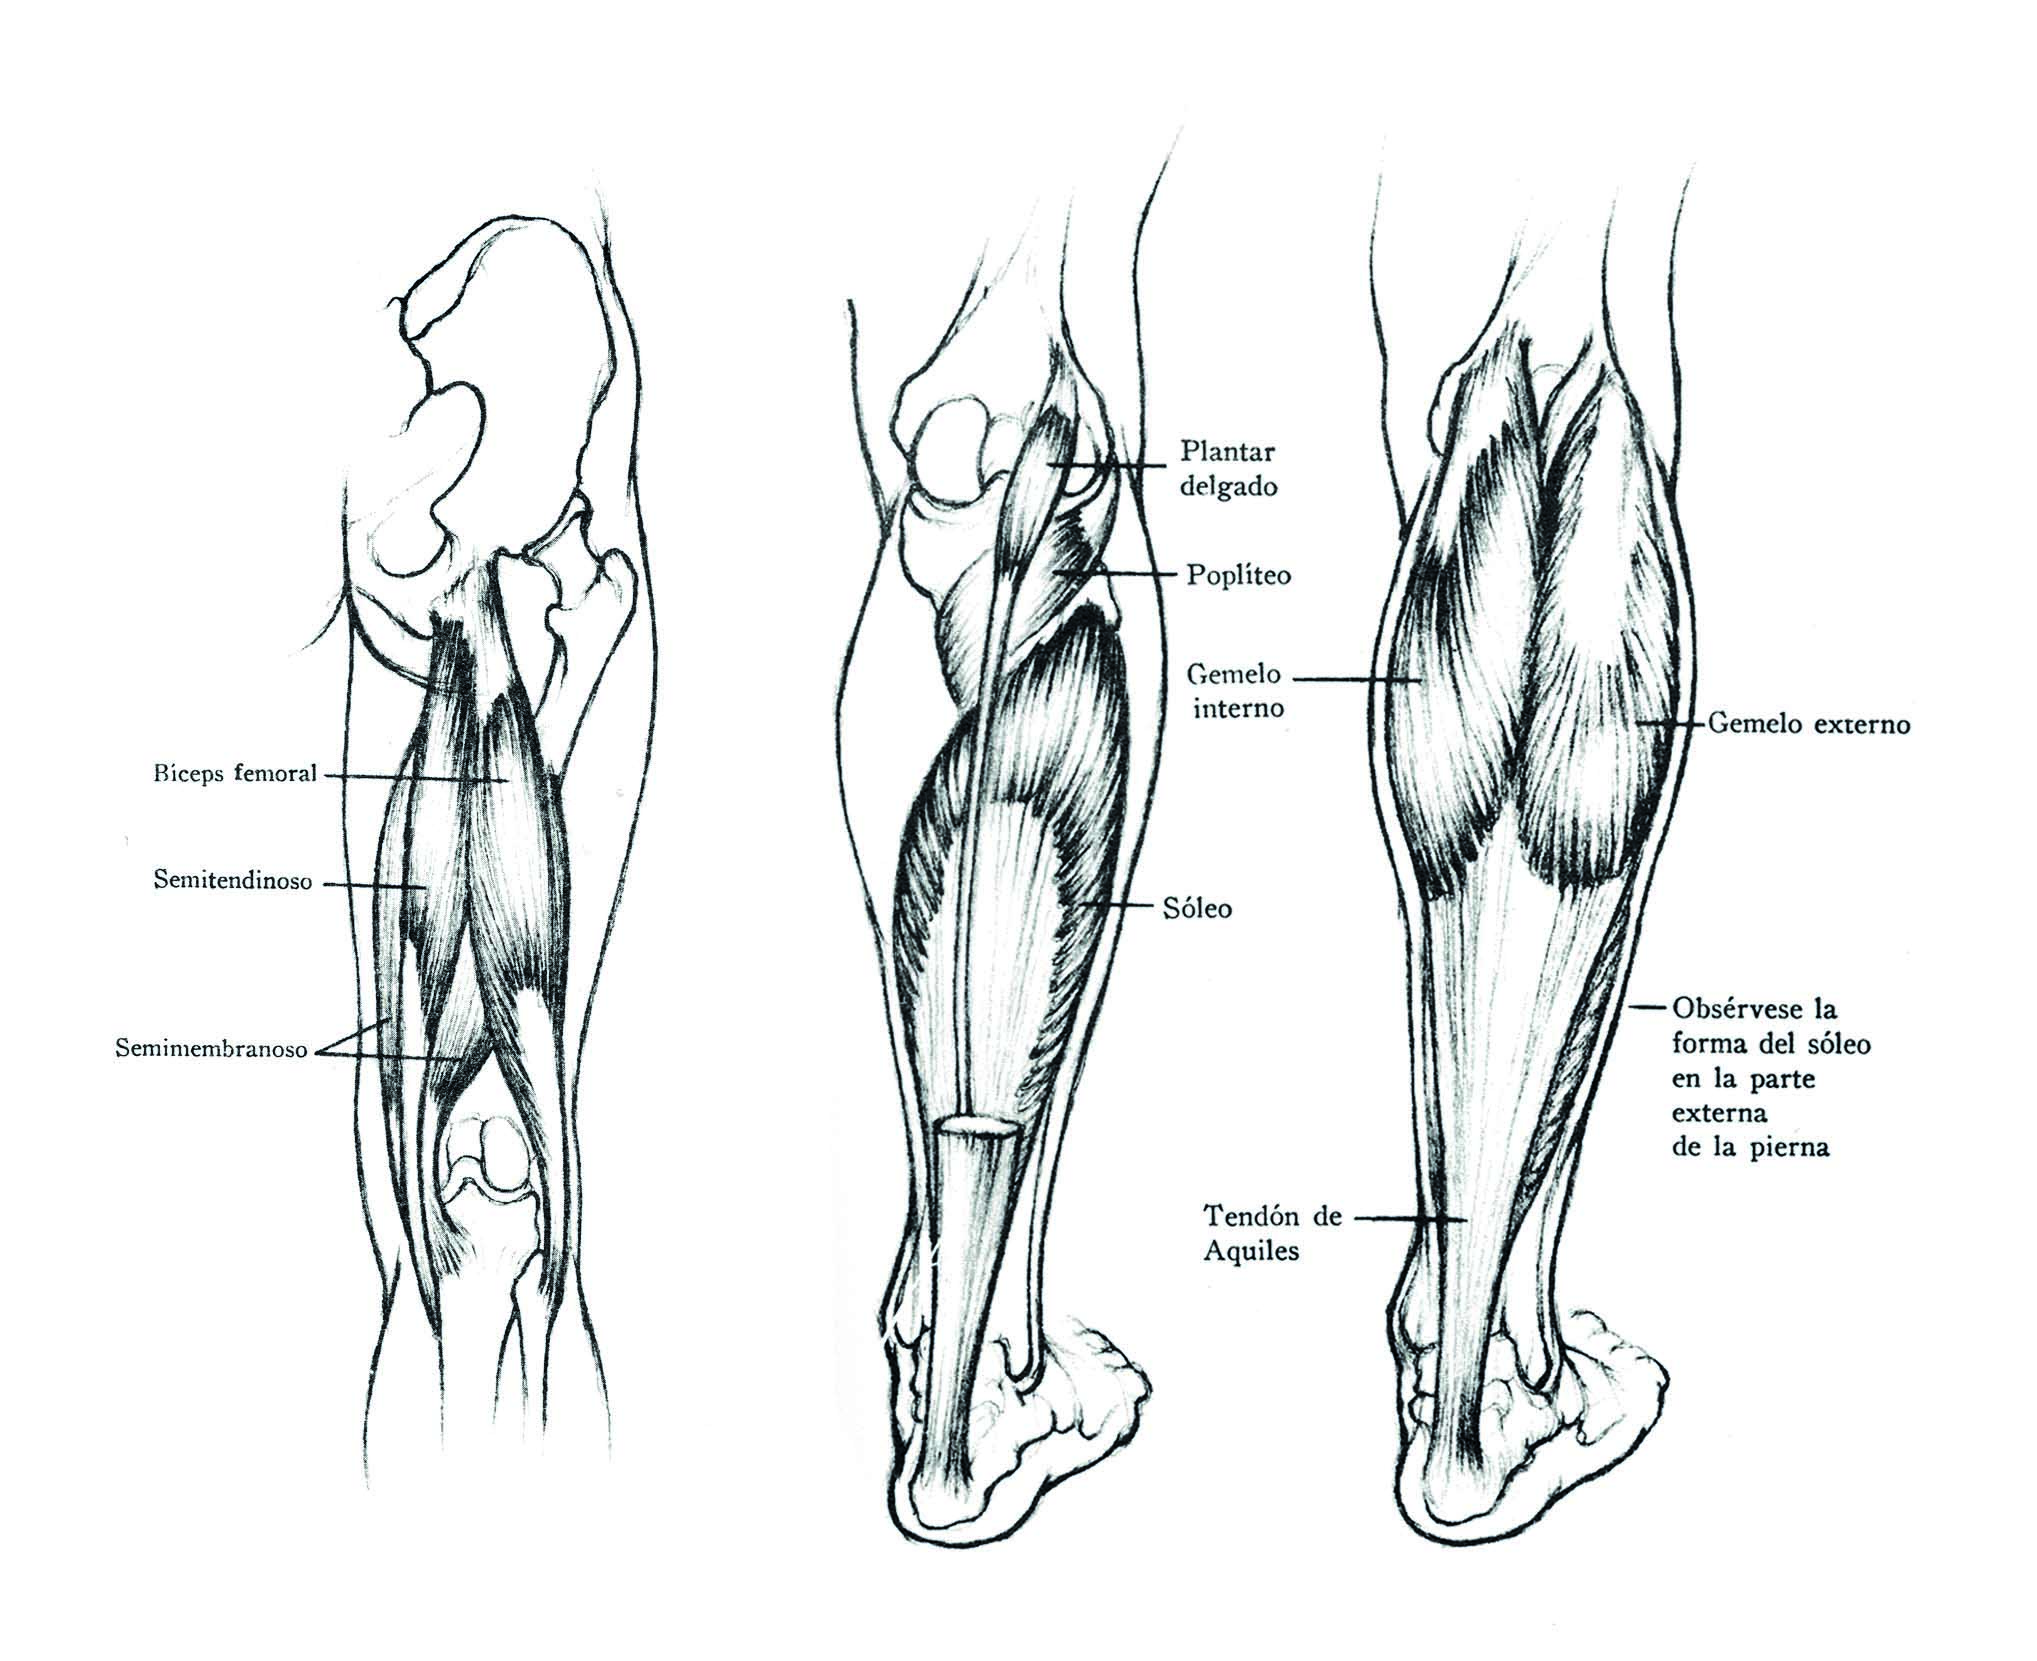 Bíceps femoral
Semitendinoso
Semimembranoso
Plantar
delgado
Poplíteo
Gemelo
interno
Sóleo
Tendón de
Aquiles
Gemelo externo
Obsérvese la
forma del sóleo
en la parte
externa
de la pierna